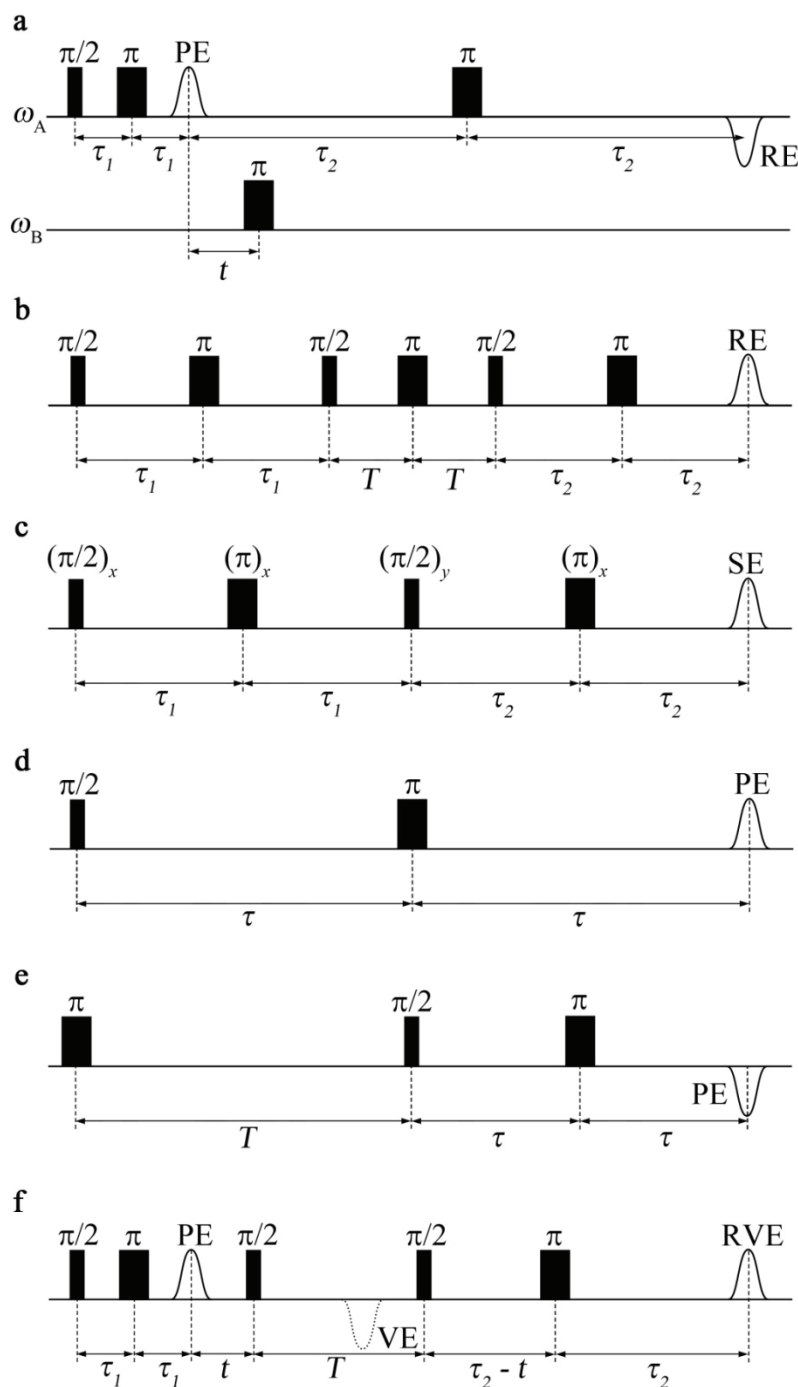 a
π/2 π PE π
ω_A
τ_1 τ_1 τ_2 τ_2
RE
π
ω_B
t
b
π/2 π π/2 π π/2 π RE
τ_1 τ_1 T T τ_2 τ_2
c
(π/2)_x (π)_x (π/2)_y (π)_x SE
τ_1 τ_1 τ_2 τ_2
d
π/2 π PE
τ τ
e
π π/2 π
PE
T τ τ
f
π/2 π PE π/2 π/2 π RVE
VE
τ_1 τ_1 t T τ_2 - t τ_2